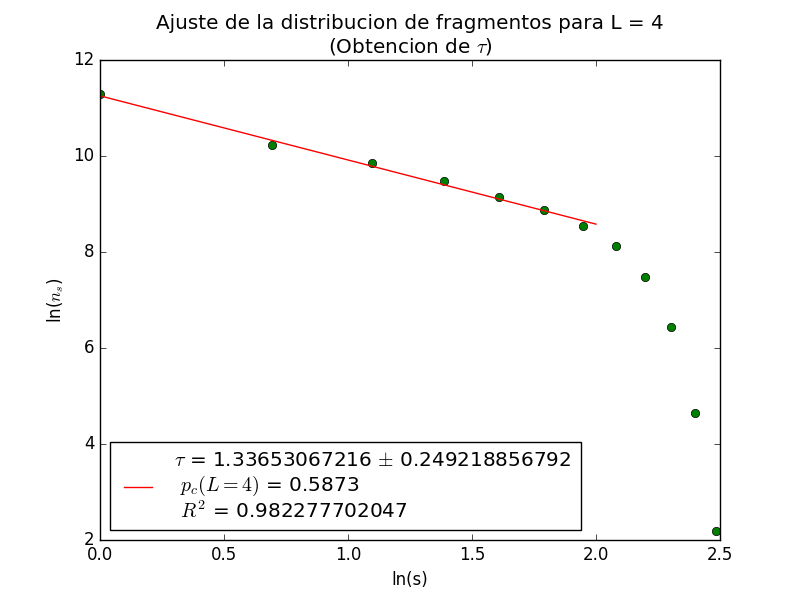 Ajuste de la distribucion de fragmentos para L = 4
(Obtencion de τ)
12
10
8
6
4
2
ln(nₛ)
τ = 1.33653067216 ± 0.249218856792
p_c(L = 4) = 0.5873
R² = 0.982277702047
0.0 0.5 1.0 1.5 2.0 2.5
ln(s)